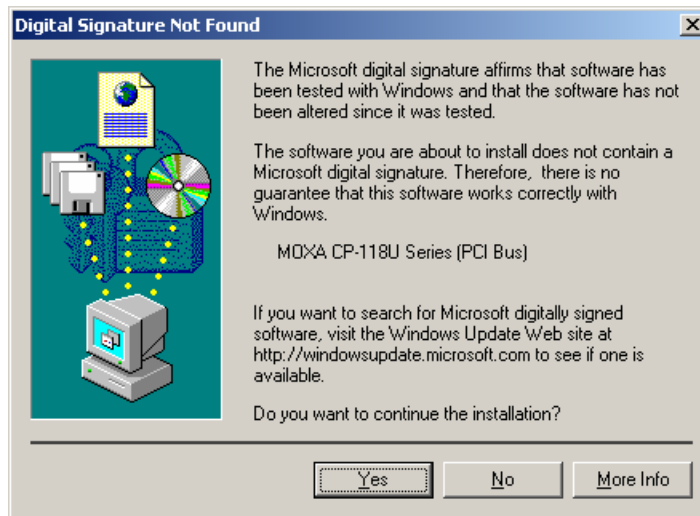 Digital Signature Not Found
The Microsoft digital signature affirms that software has
been tested with Windows and that the software has not
been altered since it was tested.
The software you are about to install does not contain a
Microsoft digital signature. Therefore,  there is no
guarantee that this software works correctly with
Windows.
MOXA CP-118U Series (PCI Bus)
If you want to search for Microsoft digitally signed
software, visit the Windows Update Web site at
http://windowsupdate.microsoft.com to see if one is
available.
Do you want to continue the installation?
Yes No More Info